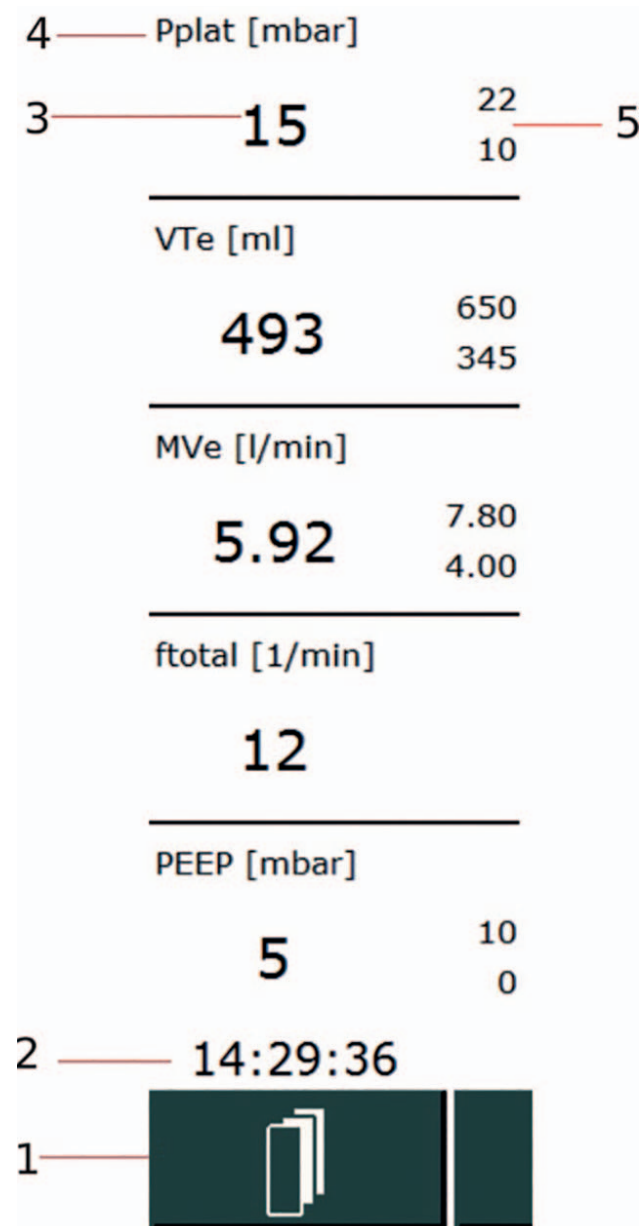 4 Pplat [mbar]
3 15 22 5
10
VTe [ml]
493 650
345
MVe [l/min]
5.92 7.80
4.00
ftotal [1/min]
12
PEEP [mbar]
5 10
0
2 14:29:36
1